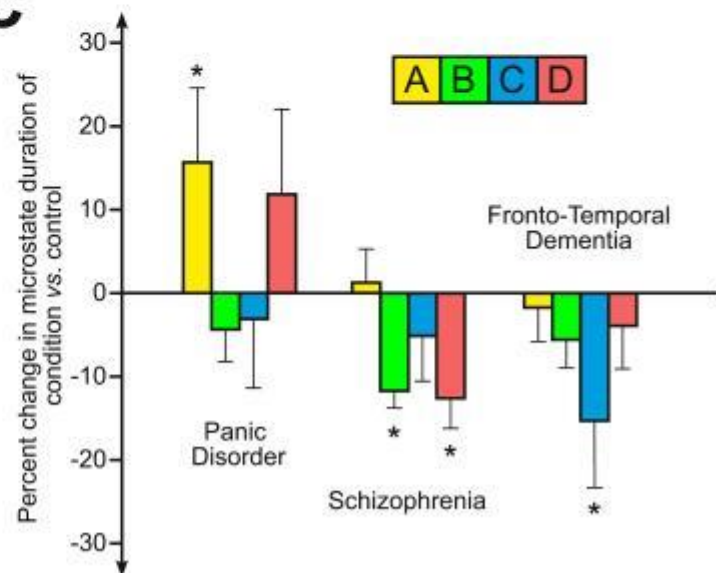 C
30
20
10
0
-10
-20
-30
Percent change in microstate duration of
condition vs. control
A B C D
*
Panic
Disorder
*
*
Schizophrenia
Fronto-Temporal
Dementia
*